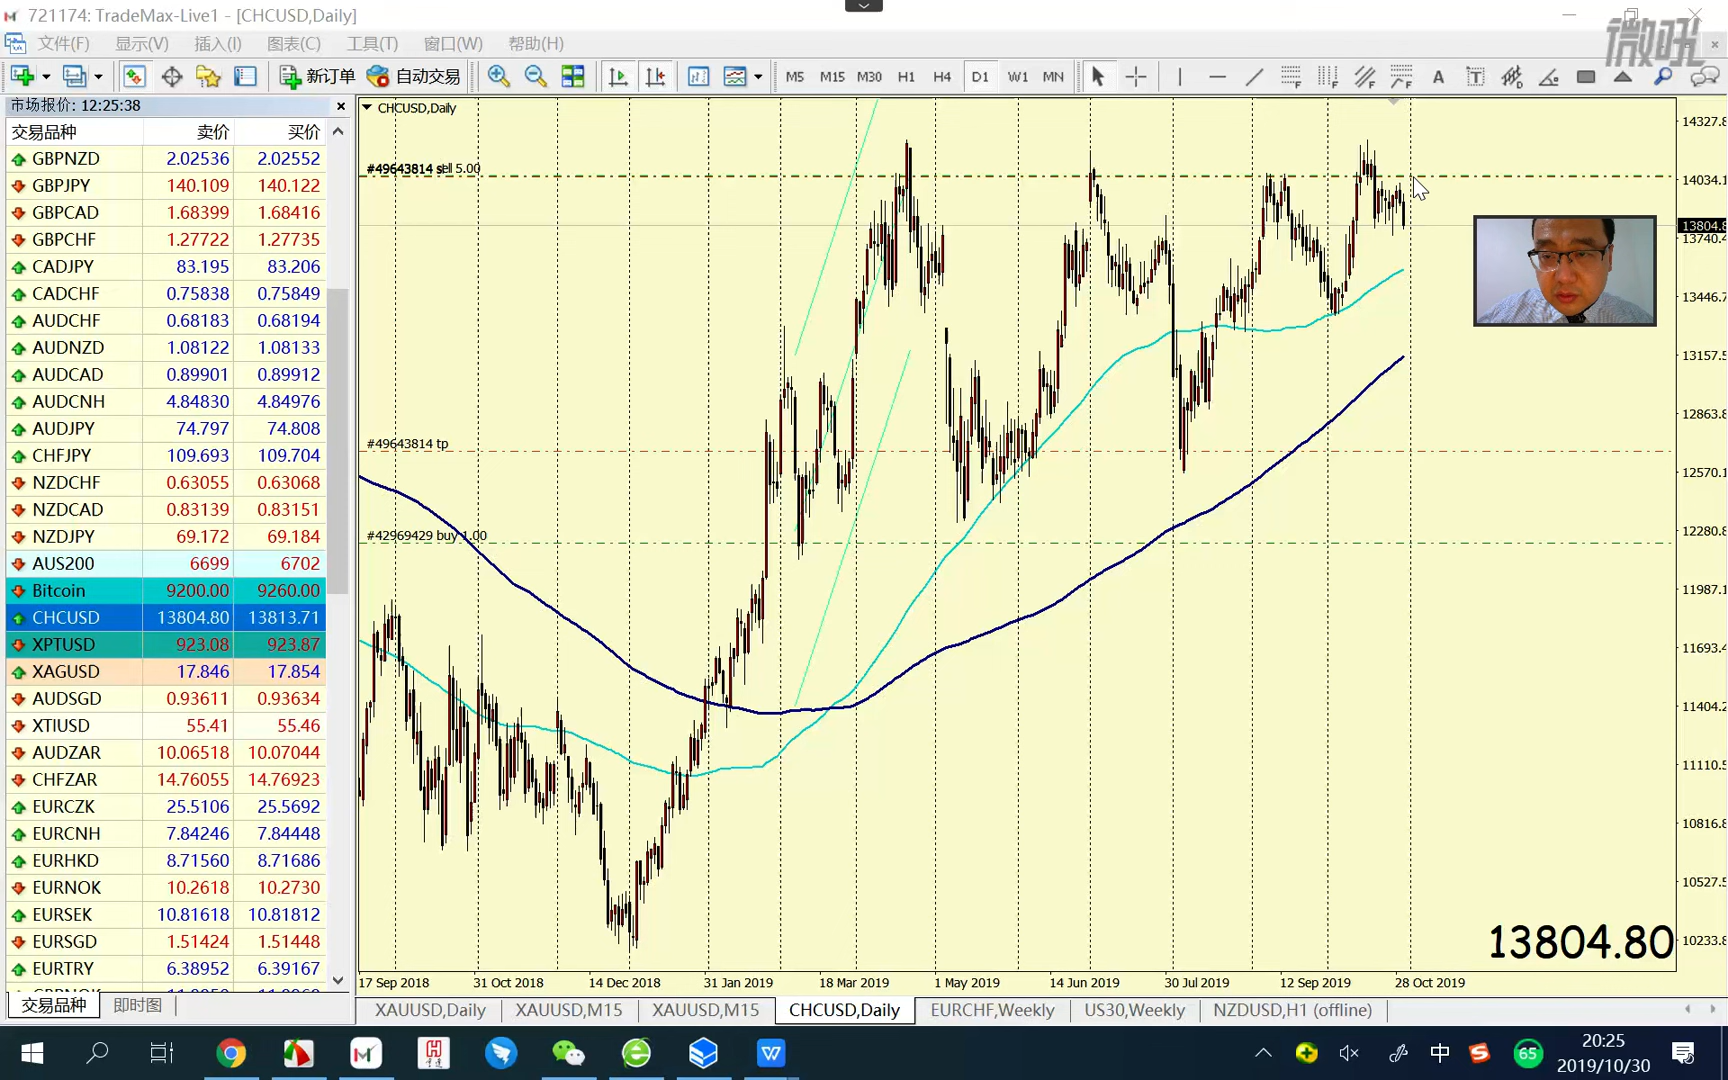 721174: TradeMax-Live1 - [CHCUSD,Daily]
微吼
文件(F) 显示(V) 插入(I) 图表(C) 工具(T) 窗口(W) 帮助(H)
新订单 自动交易 M5 M15 M30 H1 H4 D1 W1 MN
市场报价: 12:25:38
交易品种 卖价 买价
GBPNZD 2.02536 2.02552
GBPJPY 140.109 140.122
GBPCAD 1.68399 1.68416
GBPCHF 1.27722 1.27735
CADJPY 83.195 83.206
CADCHF 0.75838 0.75849
AUDCHF 0.68183 0.68194
AUDNZD 1.08122 1.08133
AUDCAD 0.89901 0.89912
AUDCNH 4.84830 4.84976
AUDJPY 74.797 74.808
CHFJPY 109.693 109.704
NZDCHF 0.63055 0.63068
NZDCAD 0.83139 0.83151
NZDJPY 69.172 69.184
AUS200 6699 6702
Bitcoin 9200.00 9260.00
CHCUSD 13804.80 13813.71
XPTUSD 923.08 923.87
XAGUSD 17.846 17.854
AUDSGD 0.93611 0.93634
XTIUSD 55.41 55.46
AUDZAR 10.06518 10.07044
CHFZAR 14.76055 14.76923
EURCZK 25.5106 25.5692
EURCNH 7.84246 7.84448
EURHKD 8.71560 8.71686
EURNOK 10.2618 10.2730
EURSEK 10.81618 10.81812
EURSGD 1.51424 1.51448
EURTRY 6.38952 6.39167
交易品种 即时图
CHCUSD,Daily
#49643814 sell 5.00
#49643814 tp
#42969429 buy 1.00
14327.8
14034.1
13804.8
13740.4
13446.7
13157.5
12863.8
12570.1
12280.8
11987.1
11693.4
11404.2
11110.5
10816.8
10527.5
10233.8
13804.80
17 Sep 2018 31 Oct 2018 14 Dec 2018 31 Jan 2019 18 Mar 2019 1 May 2019 14 Jun 2019 30 Jul 2019 12 Sep 2019 28 Oct 2019
XAUUSD,Daily XAUUSD,M15 XAUUSD,M15 CHCUSD,Daily EURCHF,Weekly US30,Weekly NZDUSD,H1 (offline)
中 65 20:25
2019/10/30